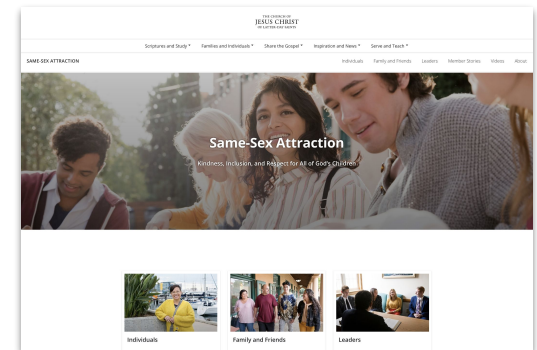 THE CHURCH OF
JESUS CHRIST
OF LATTER-DAY SAINTS
Scriptures and Study
Families and Individuals
Share the Gospel
Inspiration and News
Serve and Teach
SAME-SEX ATTRACTION
Individuals
Family and Friends
Leaders
Member Stories
Videos
About
Same-Sex Attraction
Kindness, Inclusion, and Respect for All of God's Children
Individuals
Family and Friends
Leaders